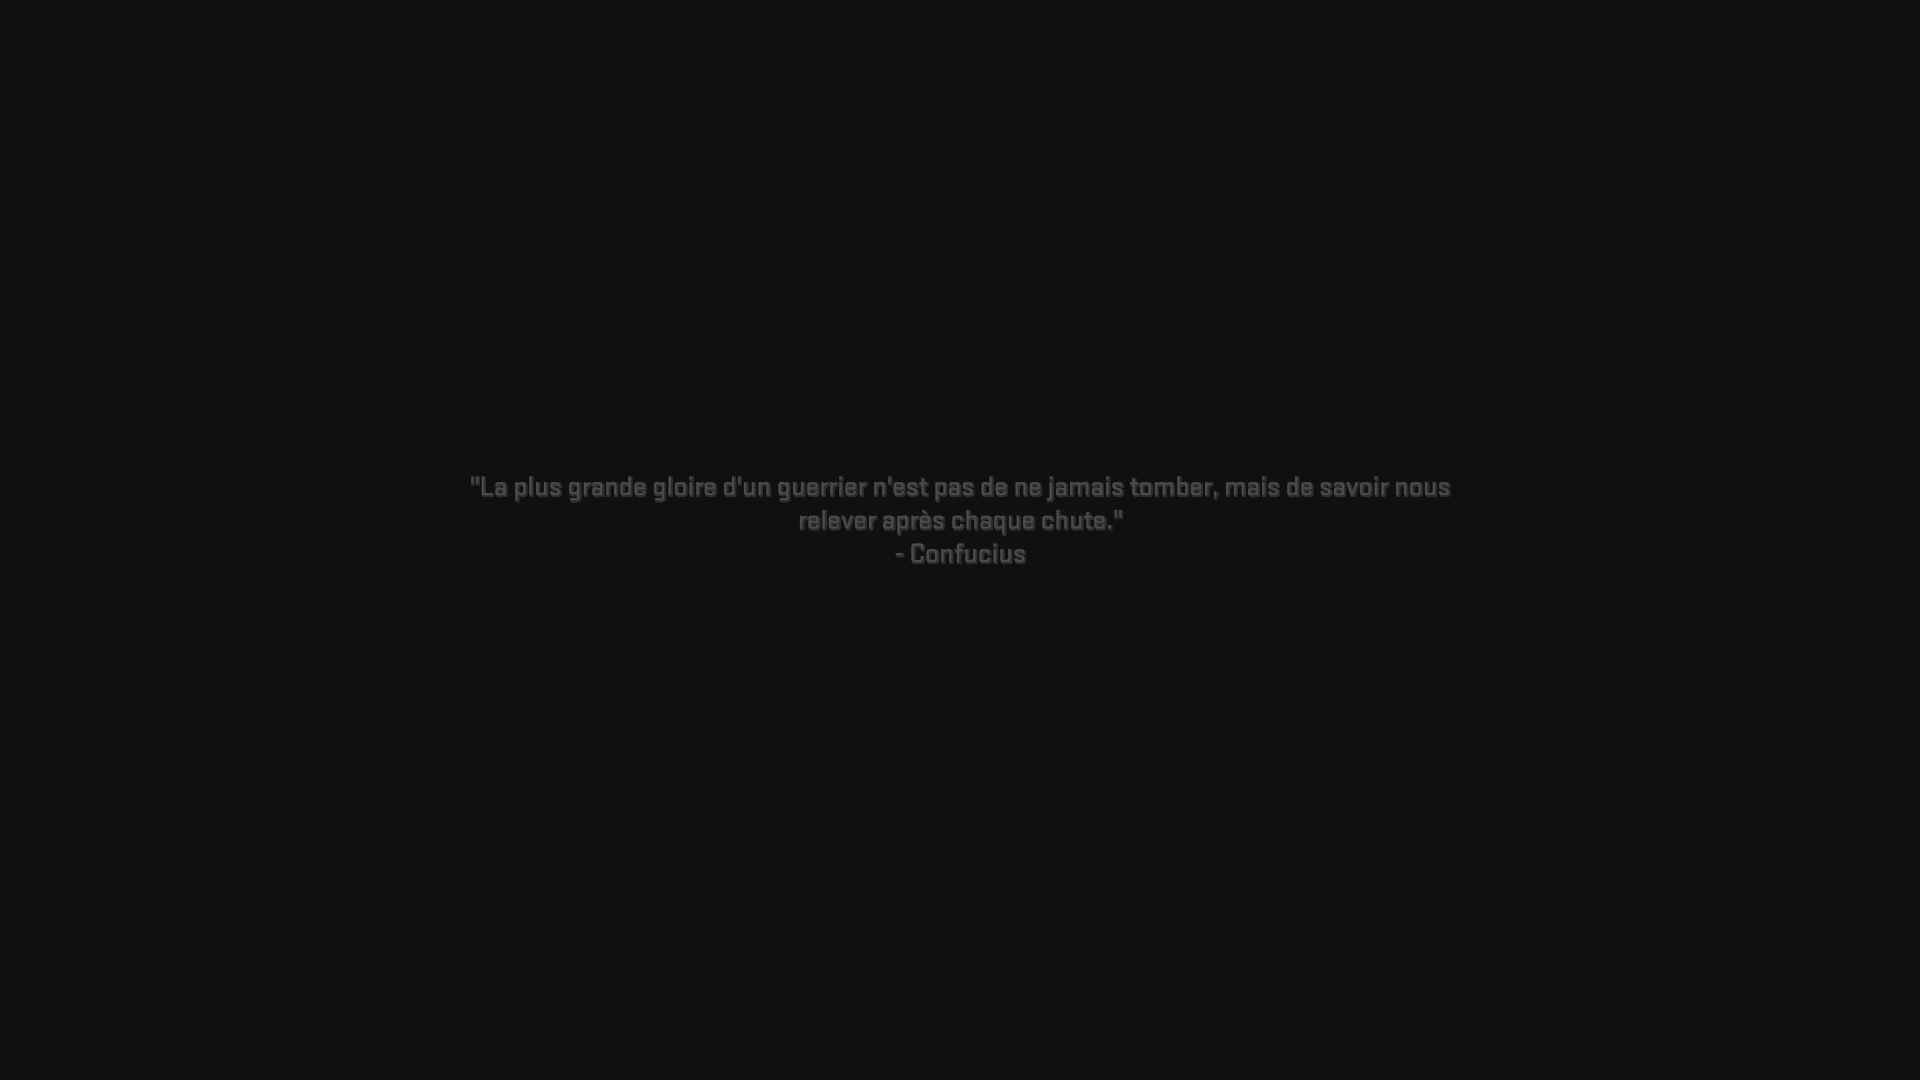 "La plus grande gloire d'un guerrier n'est pas de ne jamais tomber, mais de savoir nous
relever après chaque chute."
- Confucius